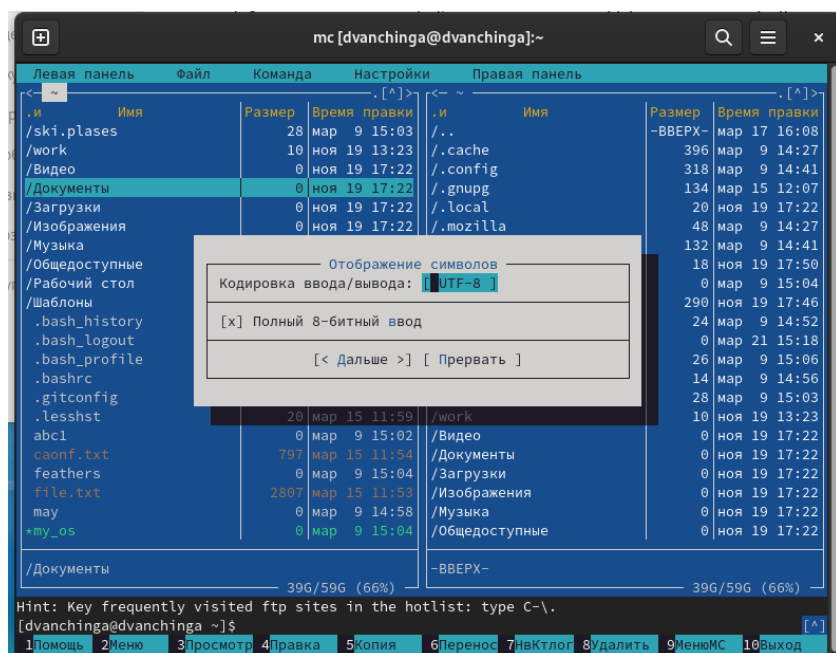 mc [dvanchinga@dvanchinga]:~
Левая панель Файл Команда Настройки Правая панель
<— ~ .[^]> <— ~ .[^]>
.и Имя Размер Время правки .и Имя Размер Время правки
/ski.plases 28 мар 9 15:03 /.. -ВВЕРХ- мар 17 16:08
/work 10 ноя 19 13:23 /.cache 396 мар 9 14:27
/Видео 0 ноя 19 17:22 /.config 318 мар 9 14:41
/Документы 0 ноя 19 17:22 /.gnupg 134 мар 15 12:07
/Загрузки 0 ноя 19 17:22 /.local 20 ноя 19 17:22
/Изображения 0 ноя 19 17:22 /.mozilla 48 мар 9 14:27
/Музыка 132 мар 9 14:41
/Общедоступные 18 ноя 19 17:50
/Рабочий стол 0 мар 9 15:04
/Шаблоны 290 ноя 19 17:46
.bash_history 24 мар 9 14:52
.bash_logout 0 мар 21 15:18
.bash_profile 26 мар 9 15:06
.bashrc 14 мар 9 14:56
.gitconfig 28 мар 9 15:03
.lesshst 20 мар 15 11:59 /work 10 ноя 19 13:23
abc1 0 мар 9 15:02 /Видео 0 ноя 19 17:22
caonf.txt 797 мар 15 11:54 /Документы 0 ноя 19 17:22
feathers 0 мар 9 15:04 /Загрузки 0 ноя 19 17:22
file.txt 2807 мар 15 11:53 /Изображения 0 ноя 19 17:22
may 0 мар 9 14:58 /Музыка 0 ноя 19 17:22
*my_os 0 мар 9 15:04 /Общедоступные 0 ноя 19 17:22
Отображение символов
Кодировка ввода/вывода: [ UTF-8 ]
[x] Полный 8-битный ввод
[< Дальше >] [ Прервать ]
/Документы -ВВЕРХ-
39G/59G (66%) 39G/59G (66%)
Hint: Key frequently visited ftp sites in the hotlist: type C-\.
[dvanchinga@dvanchinga ~]$ [^]
1Помощь 2Меню 3Просмотр 4Правка 5Копия 6Перенос 7НвКтлог 8Удалить 9МенюMC 10Выход